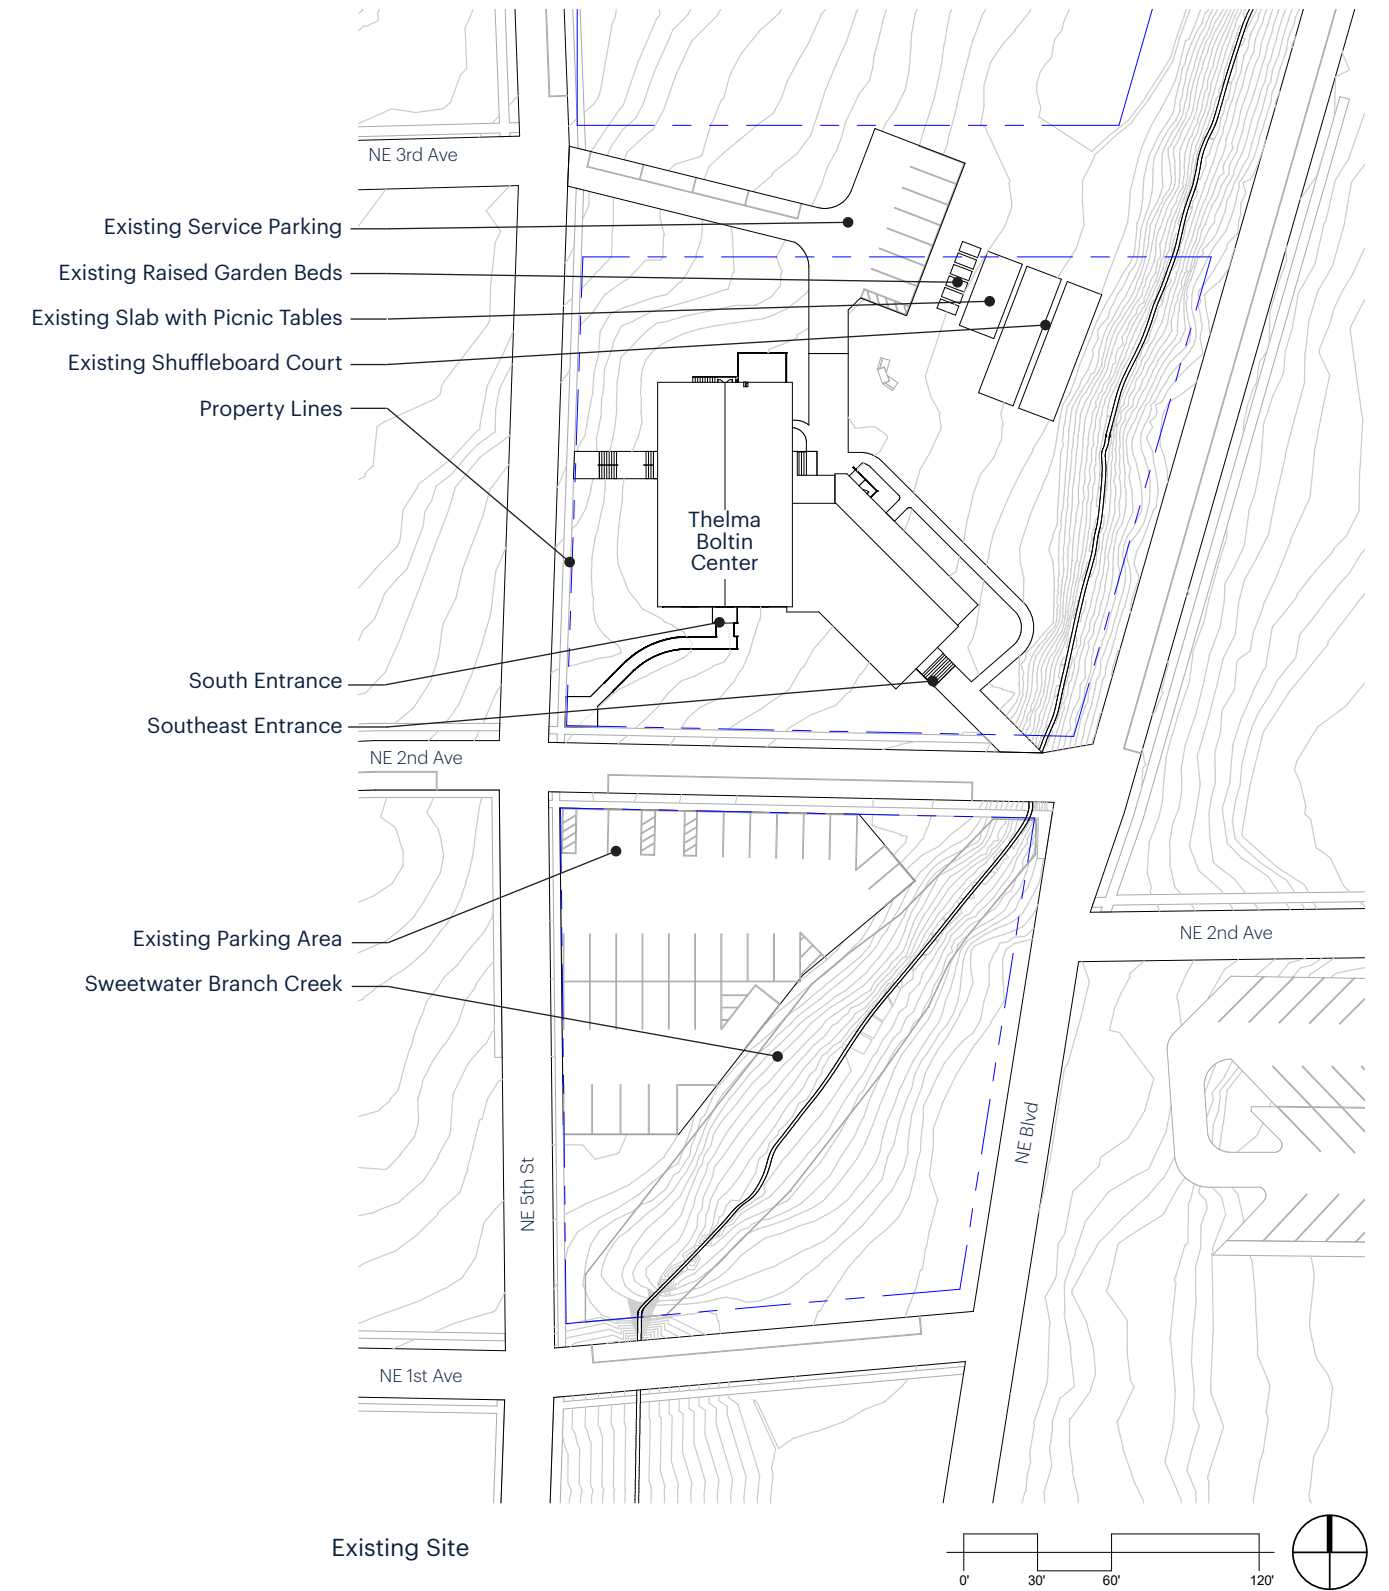 NE 3rd Ave
Existing Service Parking
Existing Raised Garden Beds
Existing Slab with Picnic Tables
Existing Shuffleboard Court
Property Lines
Thelma
Boltin
Center
South Entrance
Southeast Entrance
NE 2nd Ave
Existing Parking Area
NE 2nd Ave
Sweetwater Branch Creek
NE Blvd
NE 5th St
NE 1st Ave
Existing Site
0' 30' 60' 120'